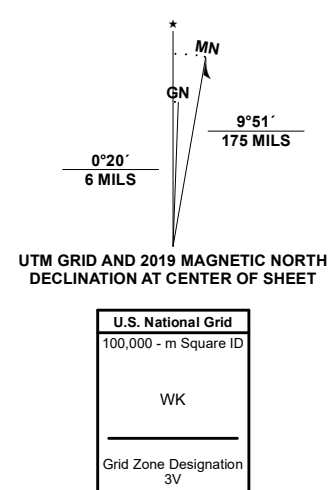 ★
MN
GN
9°51´
175 MILS
0°20´
6 MILS
UTM GRID AND 2019 MAGNETIC NORTH
DECLINATION AT CENTER OF SHEET
U.S. National Grid
100,000 - m Square ID
WK
Grid Zone Designation
3V